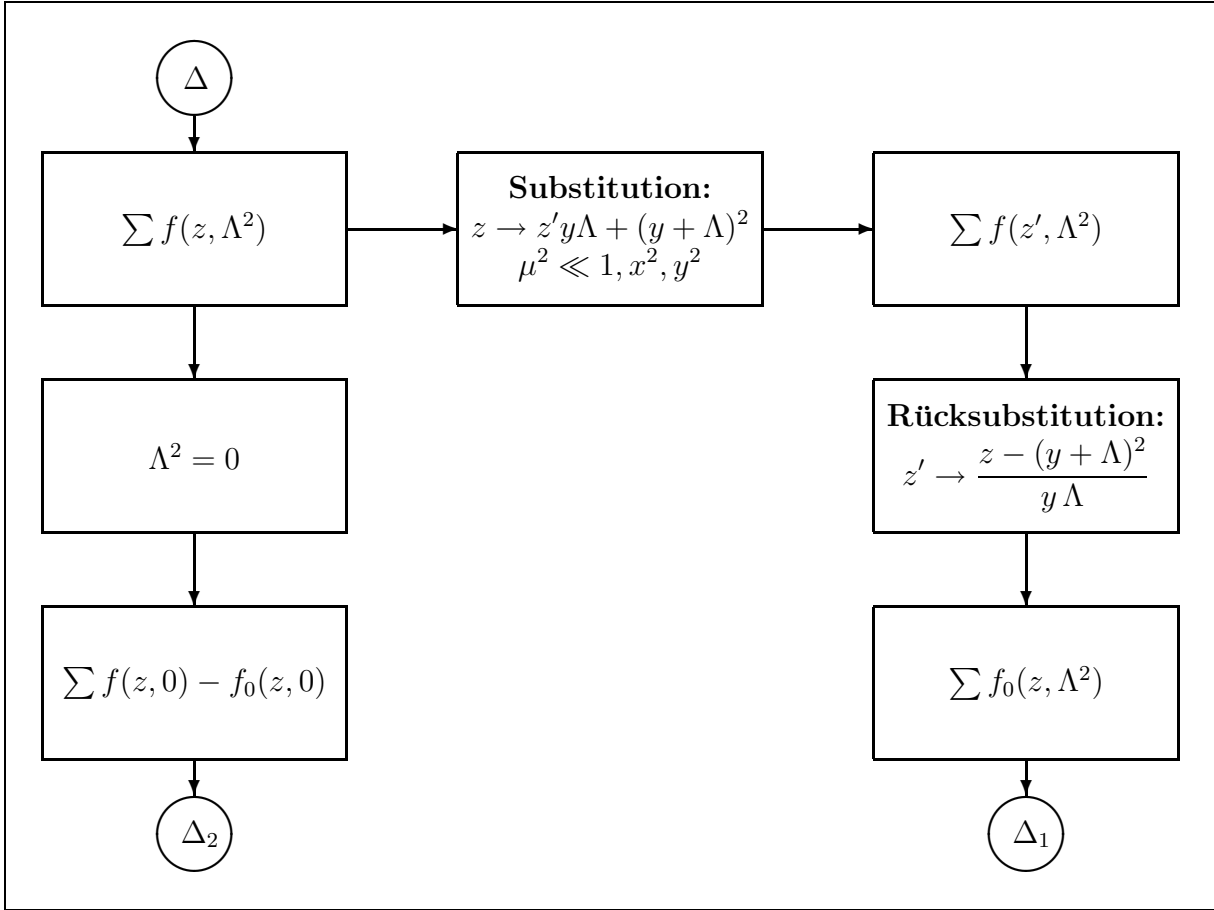 Δ
∑ f(z, Λ²)
Substitution:
z → z′yΛ + (y + Λ)²
μ² ≪ 1, x², y²
∑ f(z′, Λ²)
Λ² = 0
Rücksubstitution:
z′ → \frac{z − (y + Λ)²}{y Λ}
∑ f(z, 0) − f₀(z, 0)
∑ f₀(z, Λ²)
Δ₂
Δ₁